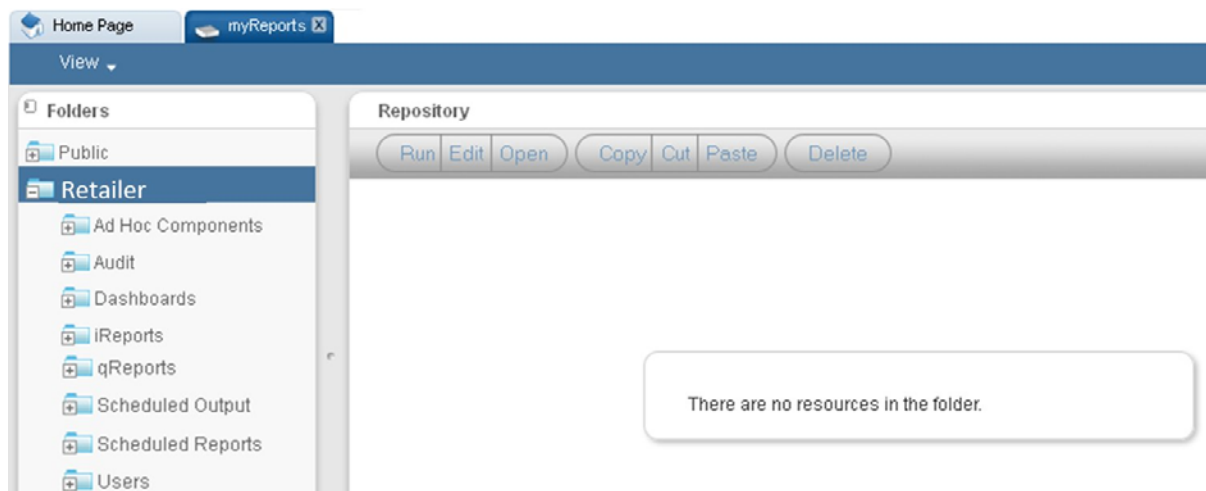 Home Page myReports
View
Folders
Public
Retailer
Ad Hoc Components
Audit
Dashboards
iReports
qReports
Scheduled Output
Scheduled Reports
Users
Repository
Run Edit Open Copy Cut Paste Delete
There are no resources in the folder.